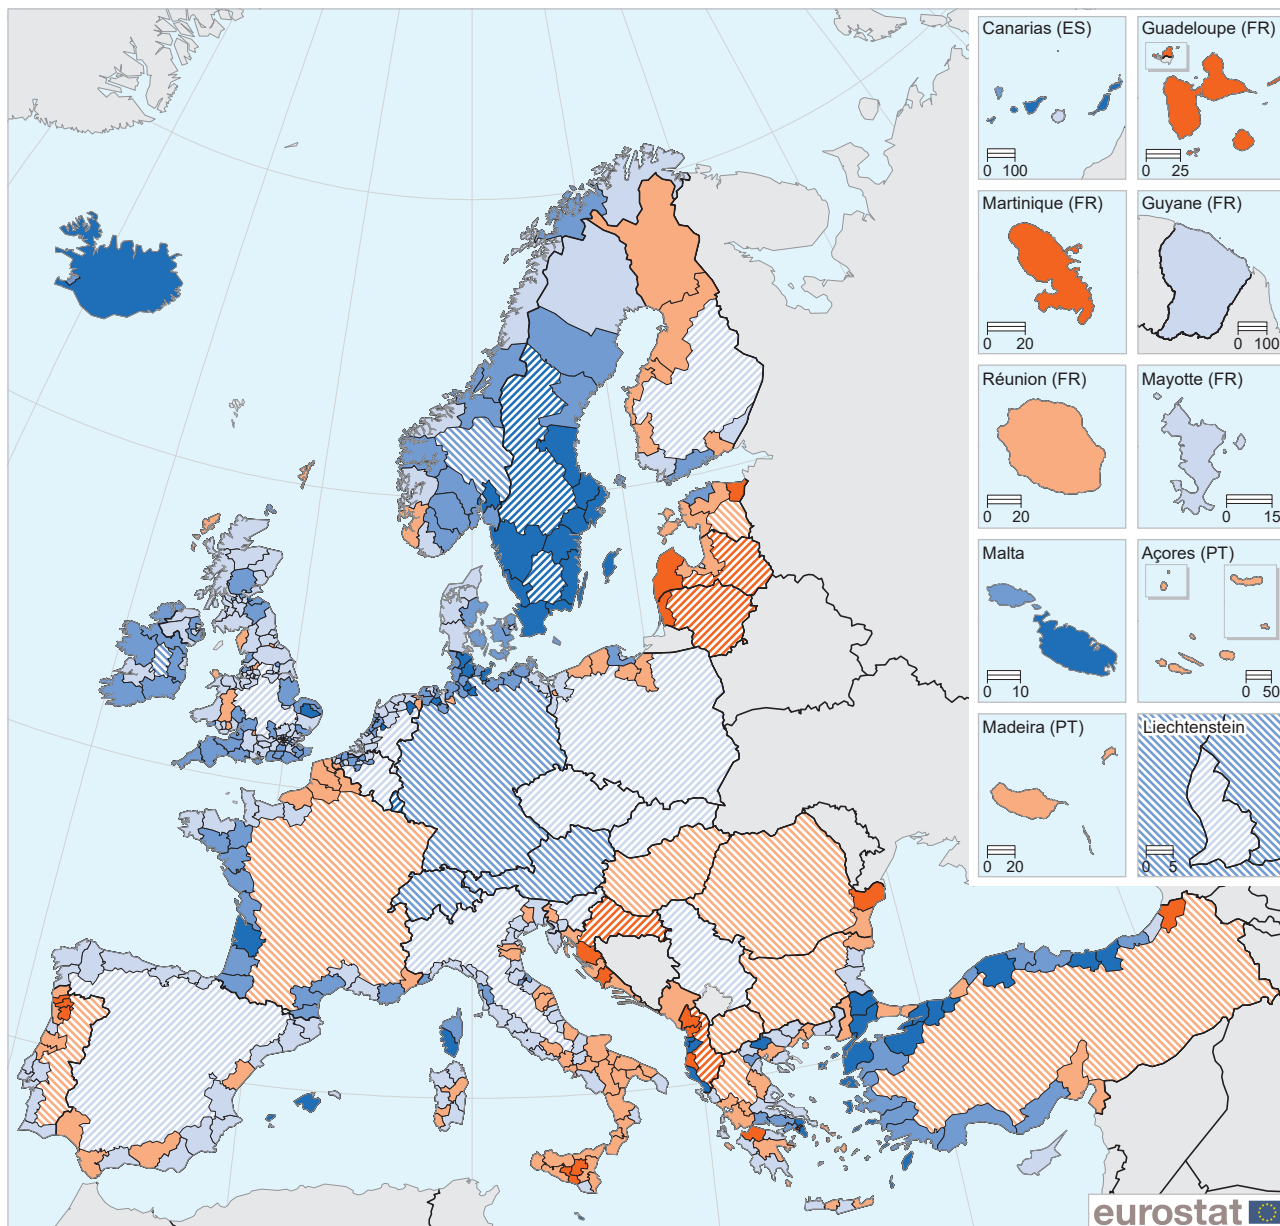 Canarias (ES)
0 100
Guadeloupe (FR)
0 25
Martinique (FR)
0 20
Guyane (FR)
0 100
Réunion (FR)
0 20
Mayotte (FR)
0 15
Malta
0 10
Açores (PT)
0 50
Madeira (PT)
0 20
Liechtenstein
0 5
eurostat